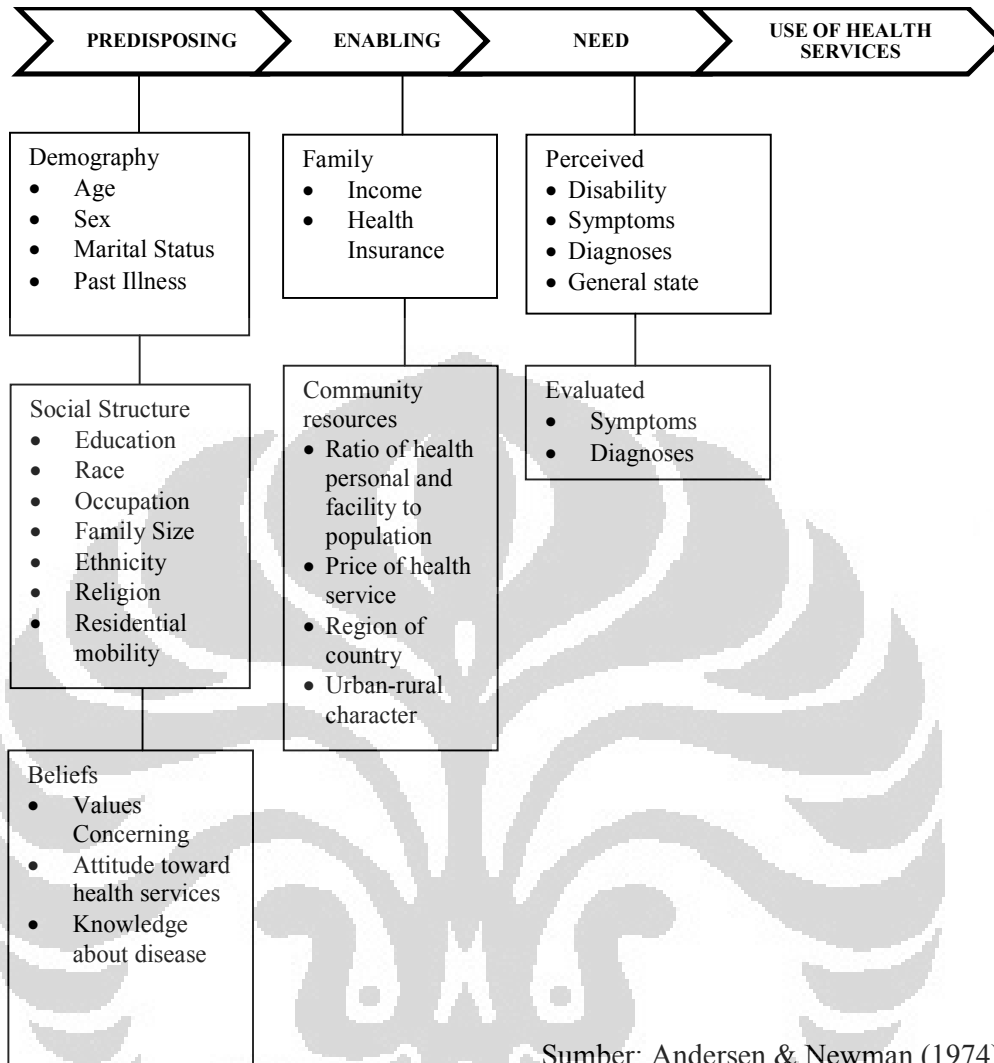 PREDISPOSING
ENABLING
NEED
USE OF HEALTH
SERVICES
Demography
• Age
• Sex
• Marital Status
• Past Illness
Social Structure
• Education
• Race
• Occupation
• Family Size
• Ethnicity
• Religion
• Residential
mobility
Beliefs
• Values
Concerning
• Attitude toward
health services
• Knowledge
about disease
Family
• Income
• Health
Insurance
Community
resources
• Ratio of health
personal and
facility to
population
• Price of health
service
• Region of
country
• Urban-rural
character
Perceived
• Disability
• Symptoms
• Diagnoses
• General state
Evaluated
• Symptoms
• Diagnoses
Sumber: Andersen & Newman (1974)